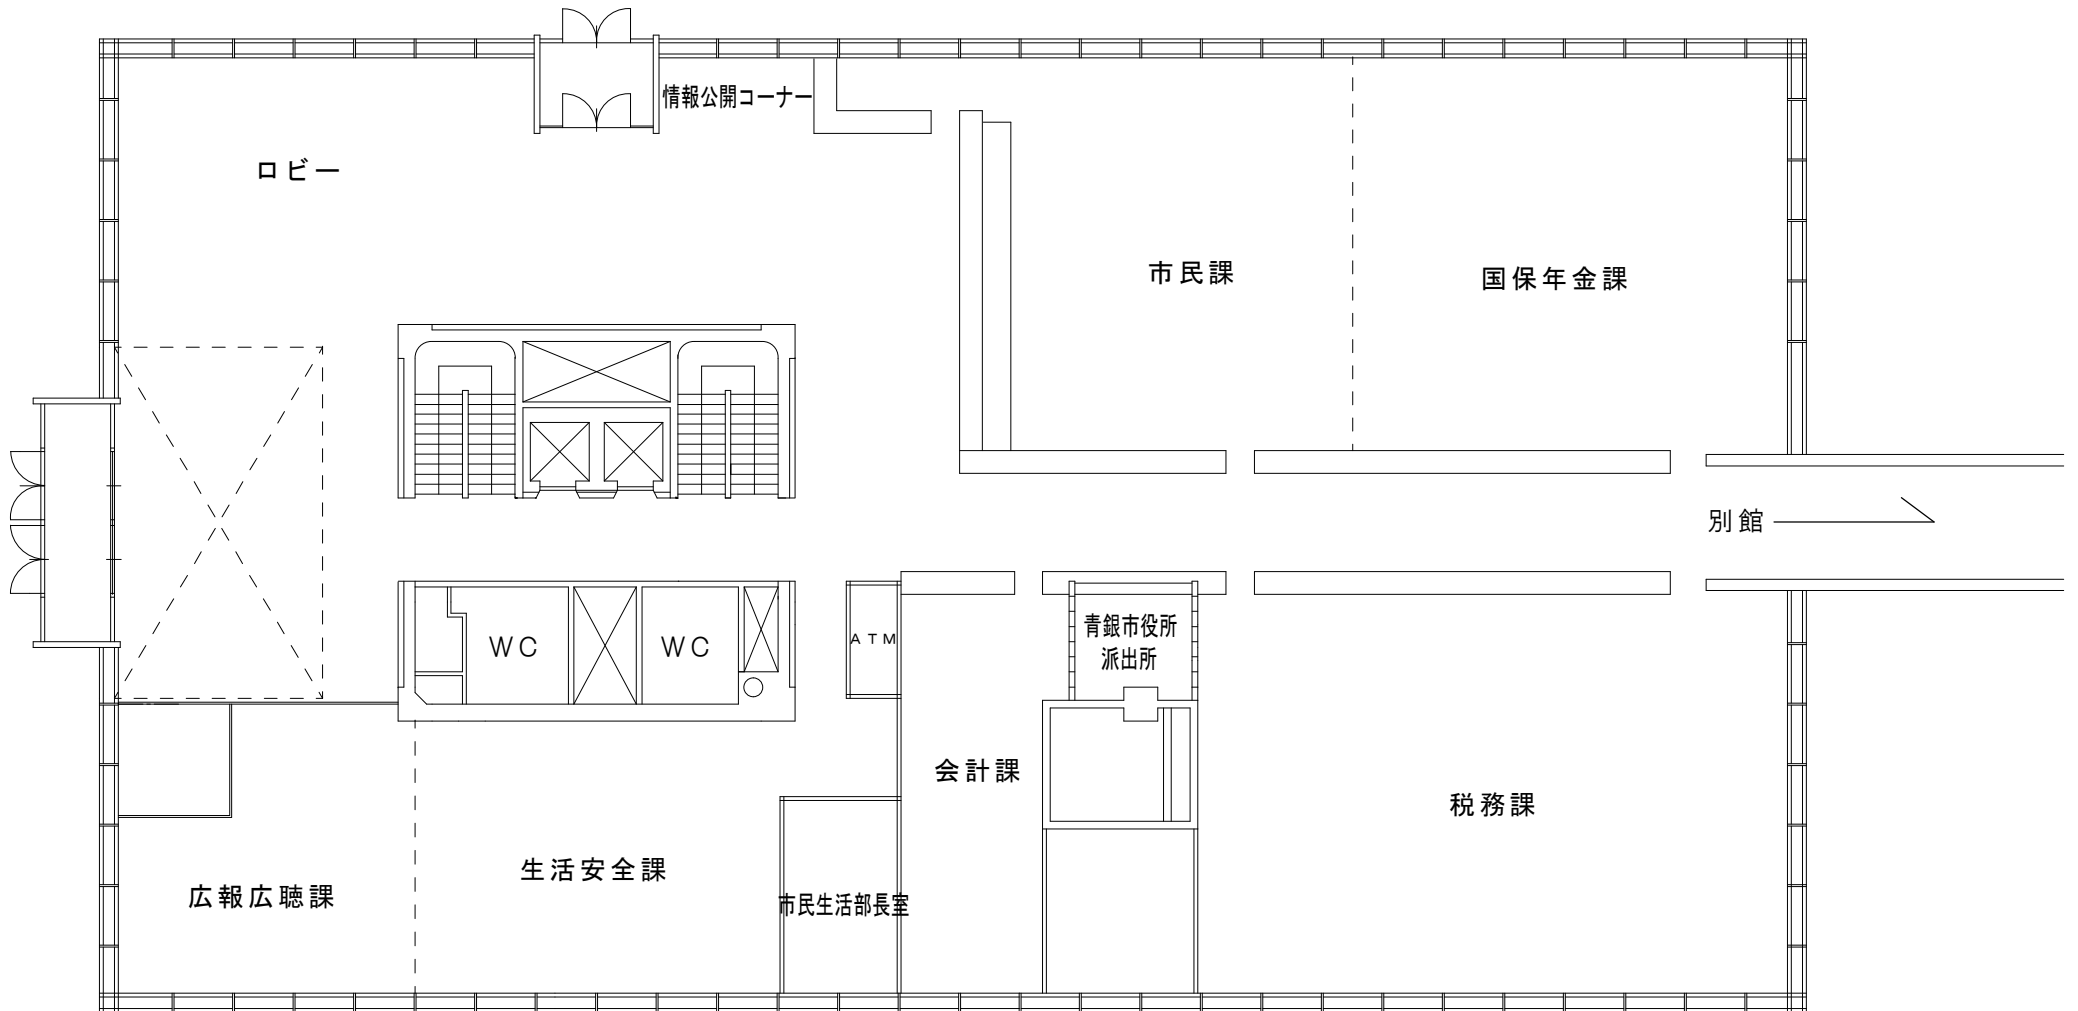 情報公開コーナー
ロビー
市民課
国保年金課
別館
WC
WC
ATM
青銀市役所
派出所
会計課
税務課
生活安全課
広報広聴課
市民生活部長室